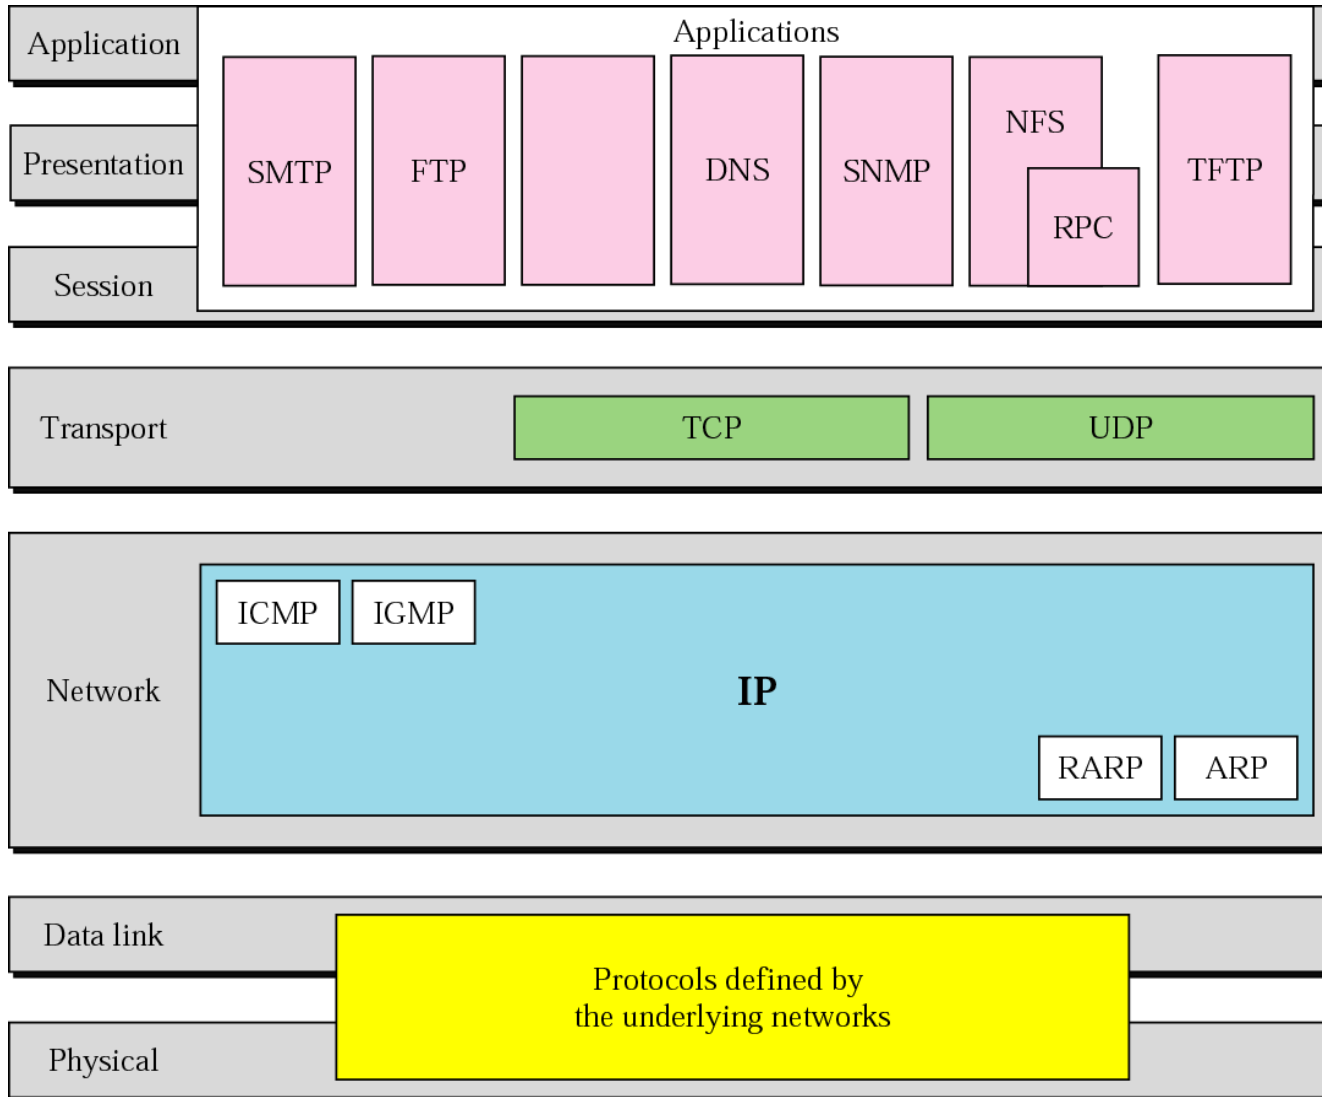 Application
Applications
Presentation
SMTP
FTP
DNS
SNMP
NFS
RPC
TFTP
Session
Transport
TCP
UDP
Network
ICMP
IGMP
IP
RARP
ARP
Data link
Protocols defined by
the underlying networks
Physical